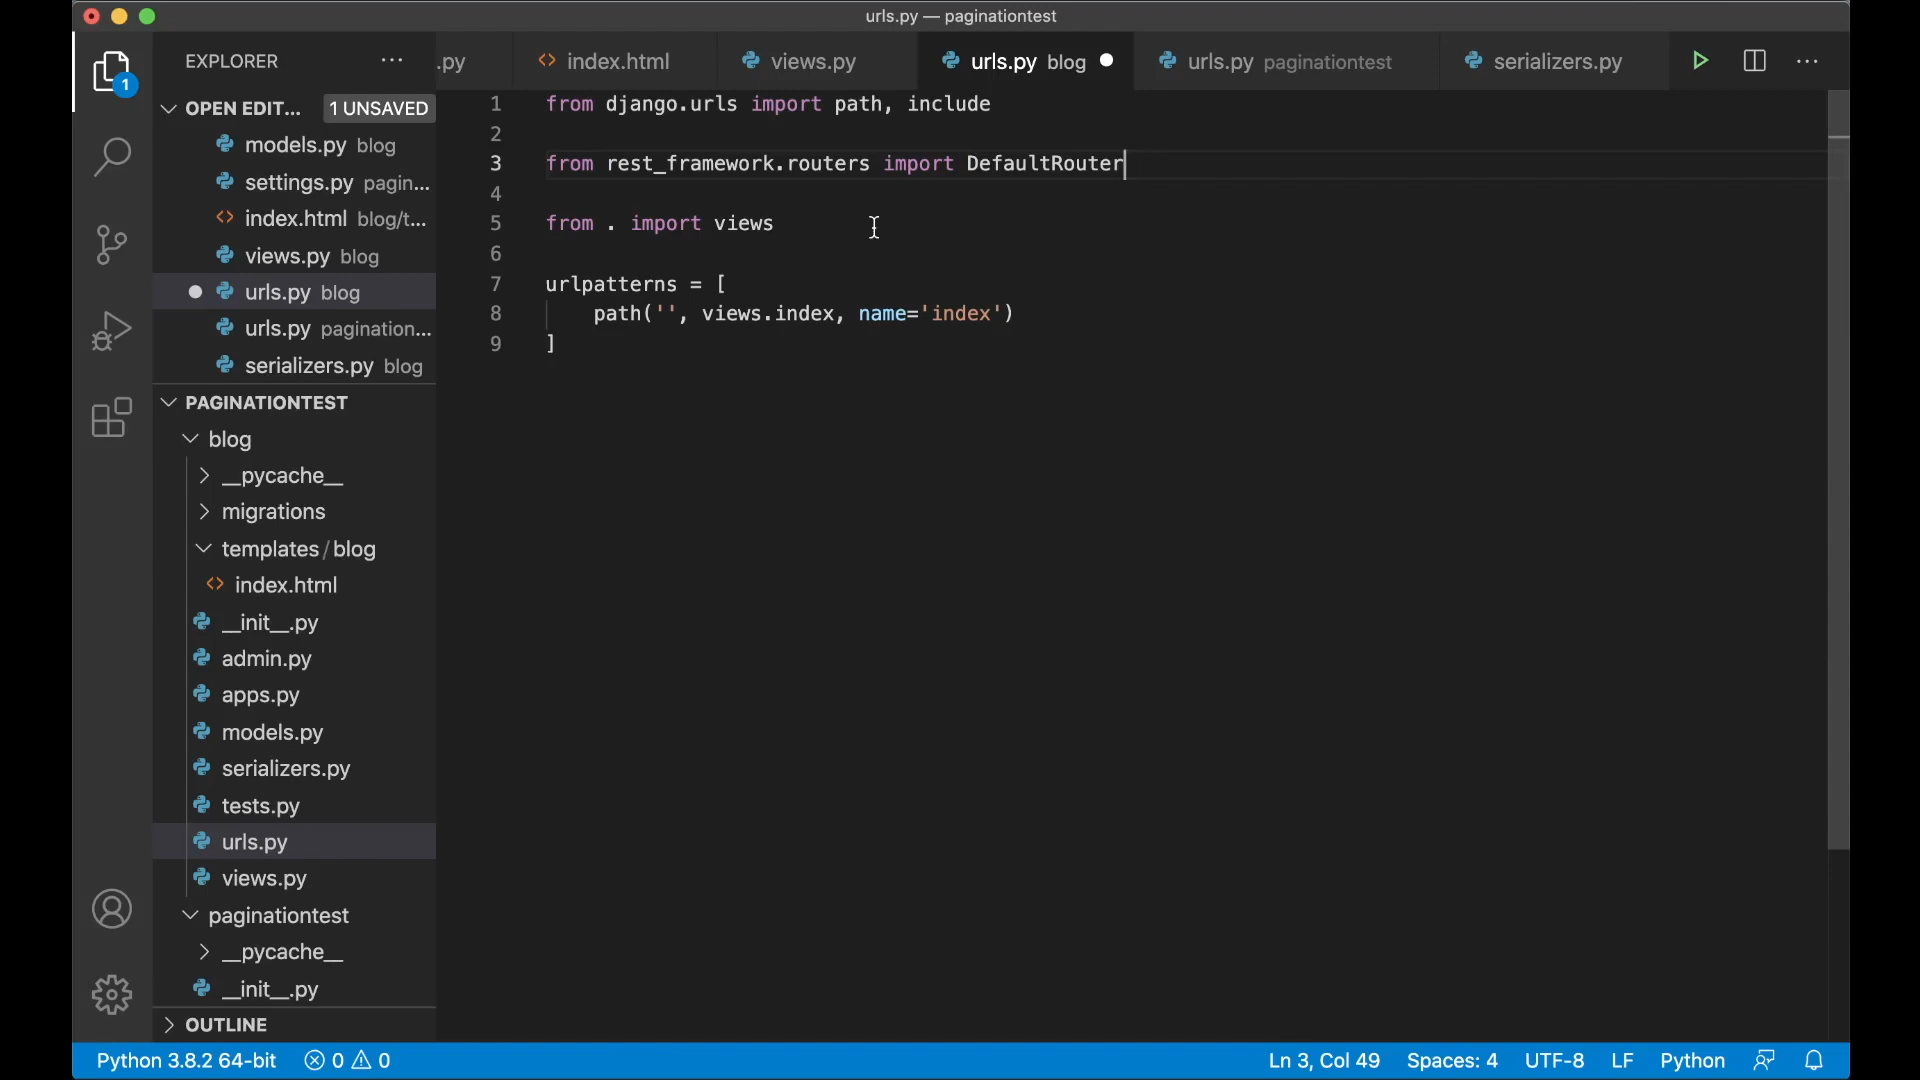 urls.py — paginationtest
EXPLORER
.py
index.html
views.py
urls.py blog
urls.py paginationtest
serializers.py
1
OPEN EDIT...
1 UNSAVED
models.py blog
settings.py pagin...
index.html blog/t...
views.py blog
urls.py blog
urls.py pagination...
serializers.py blog
PAGINATIONTEST
blog
__pycache__
migrations
templates / blog
index.html
__init__.py
admin.py
apps.py
models.py
serializers.py
tests.py
urls.py
views.py
paginationtest
__pycache__
__init__.py
OUTLINE
1 from django.urls import path, include
2
3 from rest_framework.routers import DefaultRouter
4
5 from . import views
6
7 urlpatterns = [
8     path('', views.index, name='index')
9 ]
Python 3.8.2 64-bit 0 0 Ln 3, Col 49 Spaces: 4 UTF-8 LF Python